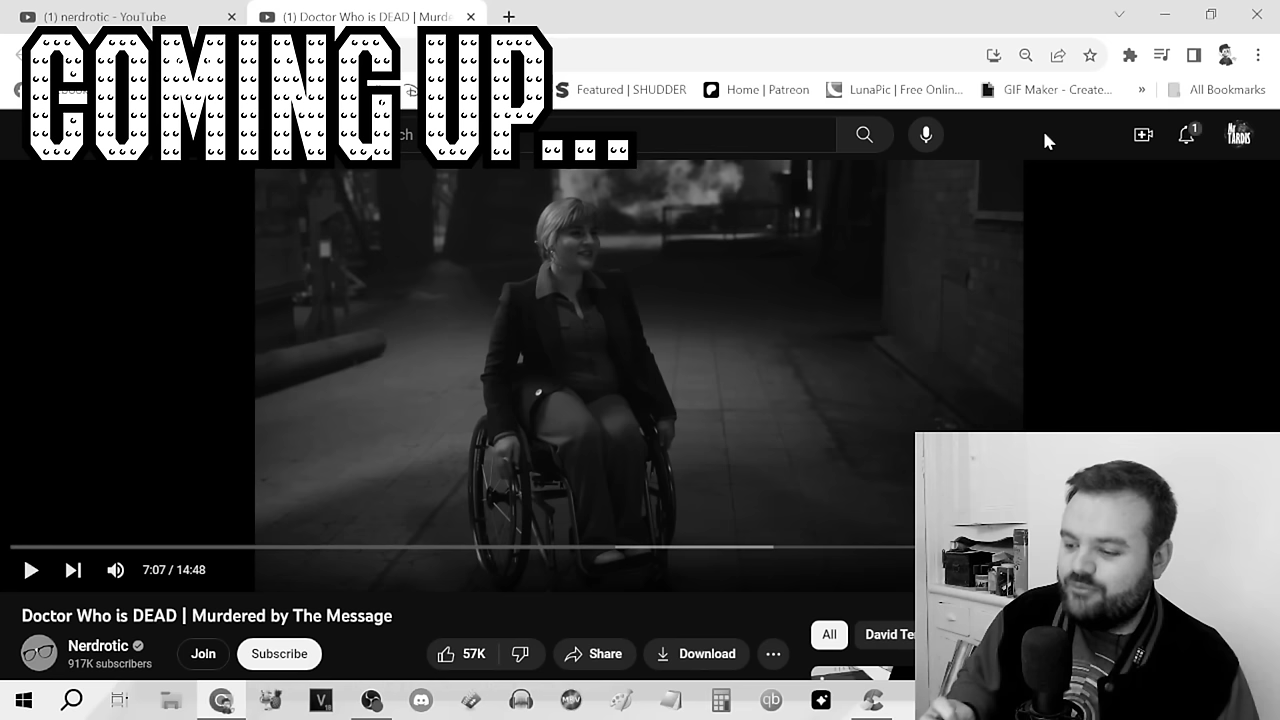 (1) nerdrotic - YouTube
(1) Doctor Who is DEAD | Murde
COMING UP...
Featured | SHUDDER
Home | Patreon
LunaPic | Free Onlin...
GIF Maker - Create...
»
All Bookmarks
ch
1
7:07 / 14:48
Doctor Who is DEAD | Murdered by The Message
Nerdrotic
917K subscribers
Join
Subscribe
57K
Share
Download
All
David Te